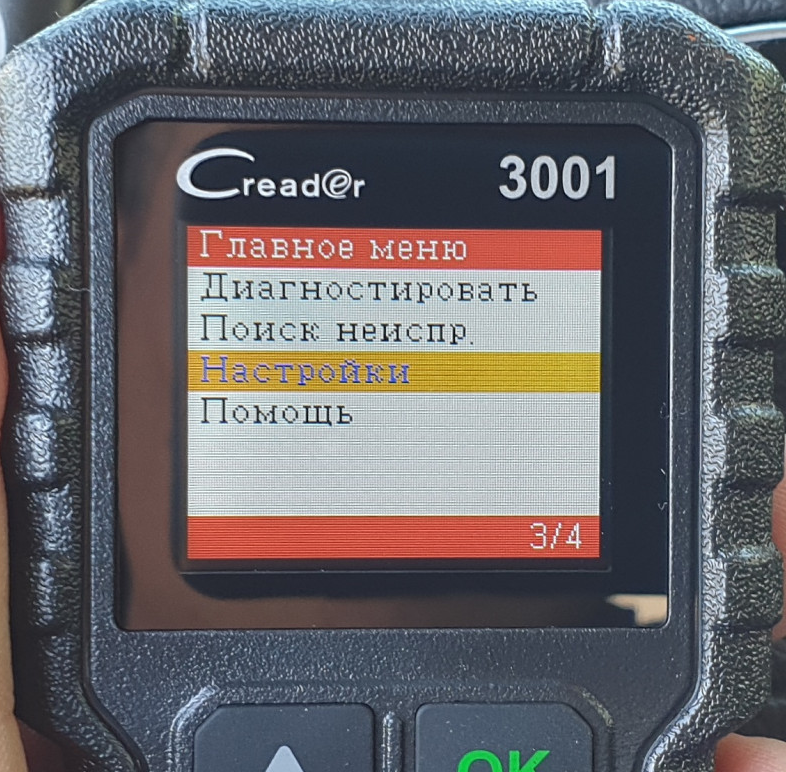 Creader 3001
Главное меню
Диагностировать
Поиск неиспр.
Настройки
Помощь
3/4
OK